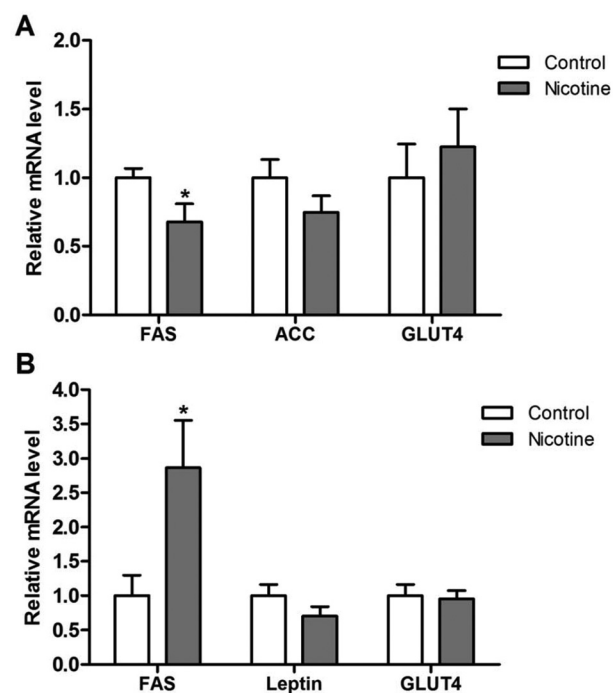 A
Relative mRNA level
2.0
1.5
1.0
0.5
0.0
*
FAS ACC GLUT4
Control
Nicotine
B
Relative mRNA level
4.0
3.5
3.0
2.5
2.0
1.5
1.0
0.5
0.0
*
FAS Leptin GLUT4
Control
Nicotine